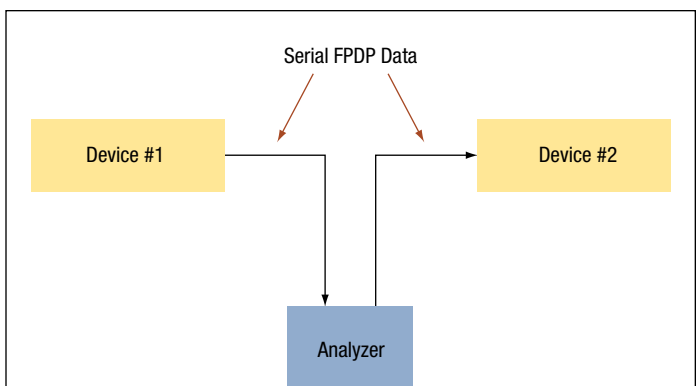 Serial FPDP Data
Device #1
Device #2
Analyzer